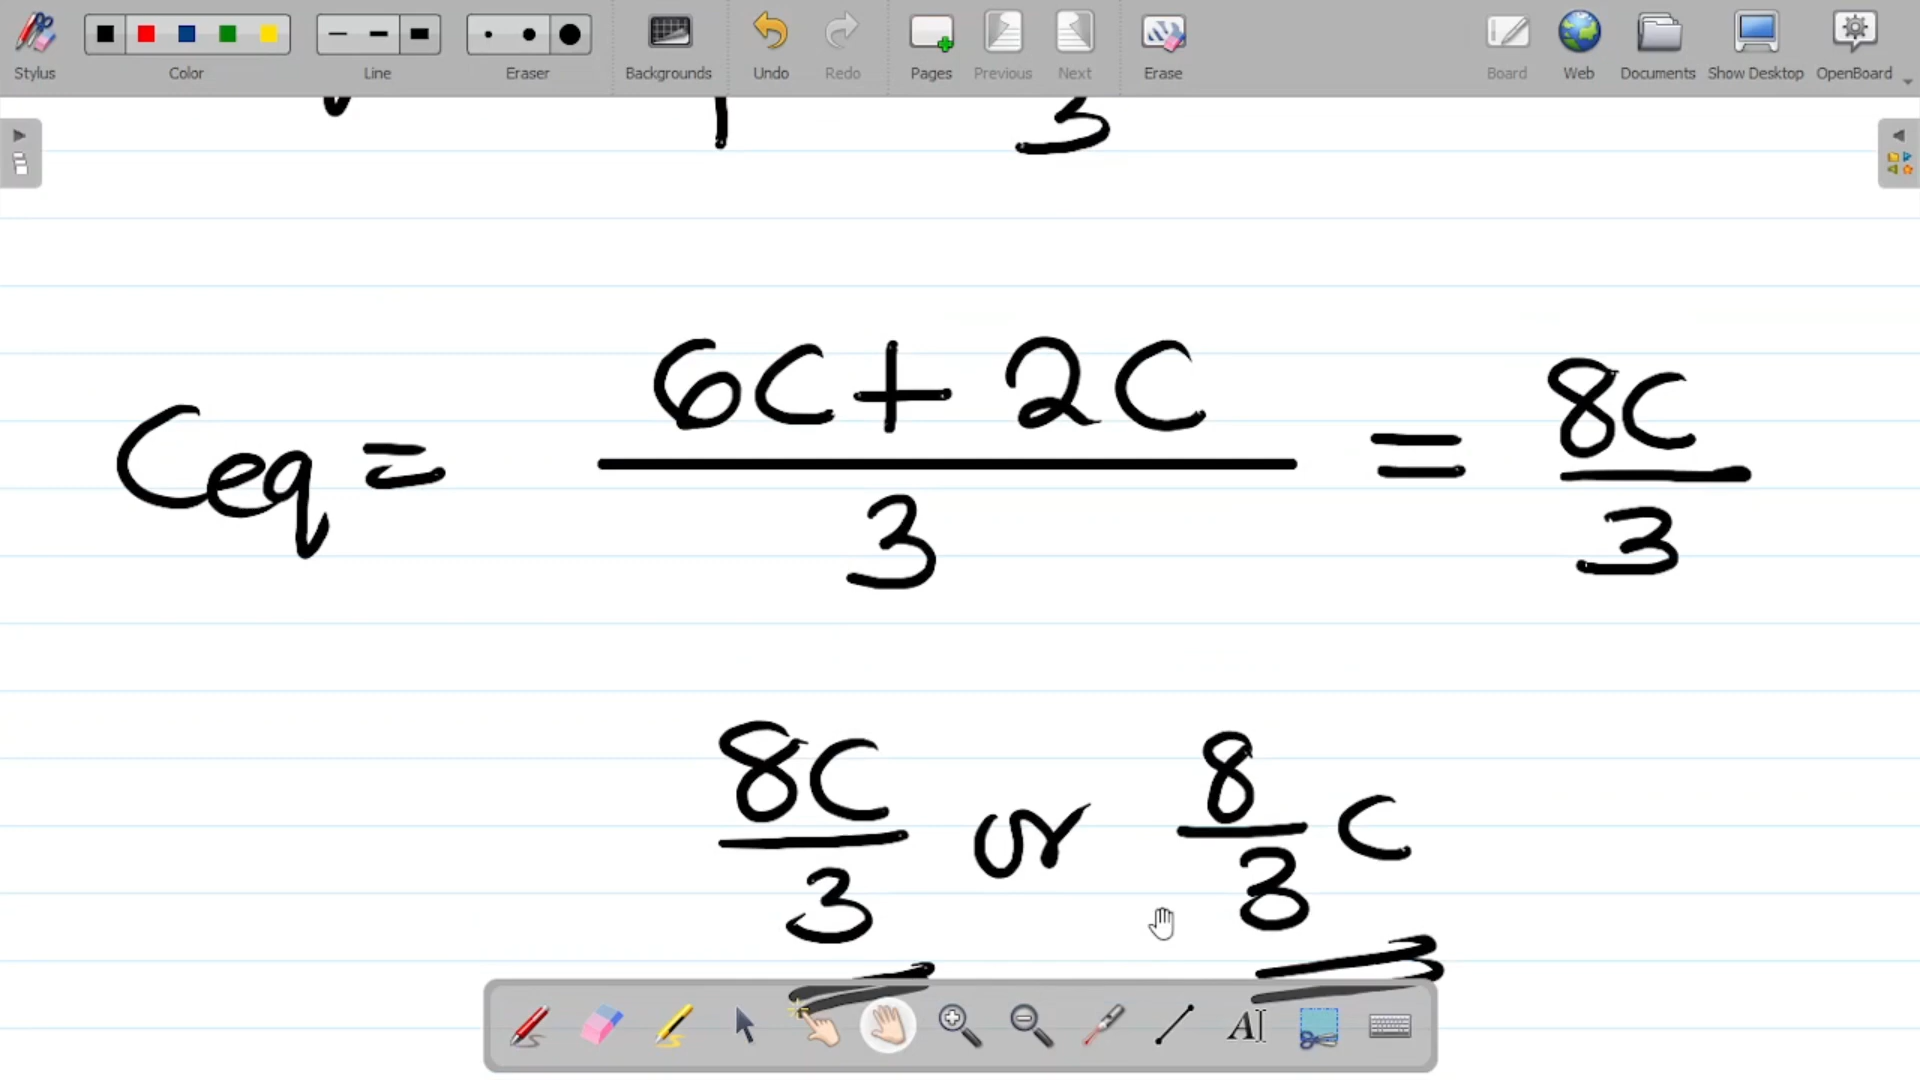 Stylus Color Line Eraser Backgrounds Undo Redo Pages Previous Next Erase Board Web Documents Show Desktop OpenBoard
3
Ceq = 6C + 2C / 3 = 8C / 3
8C / 3 or 8 / 3 C